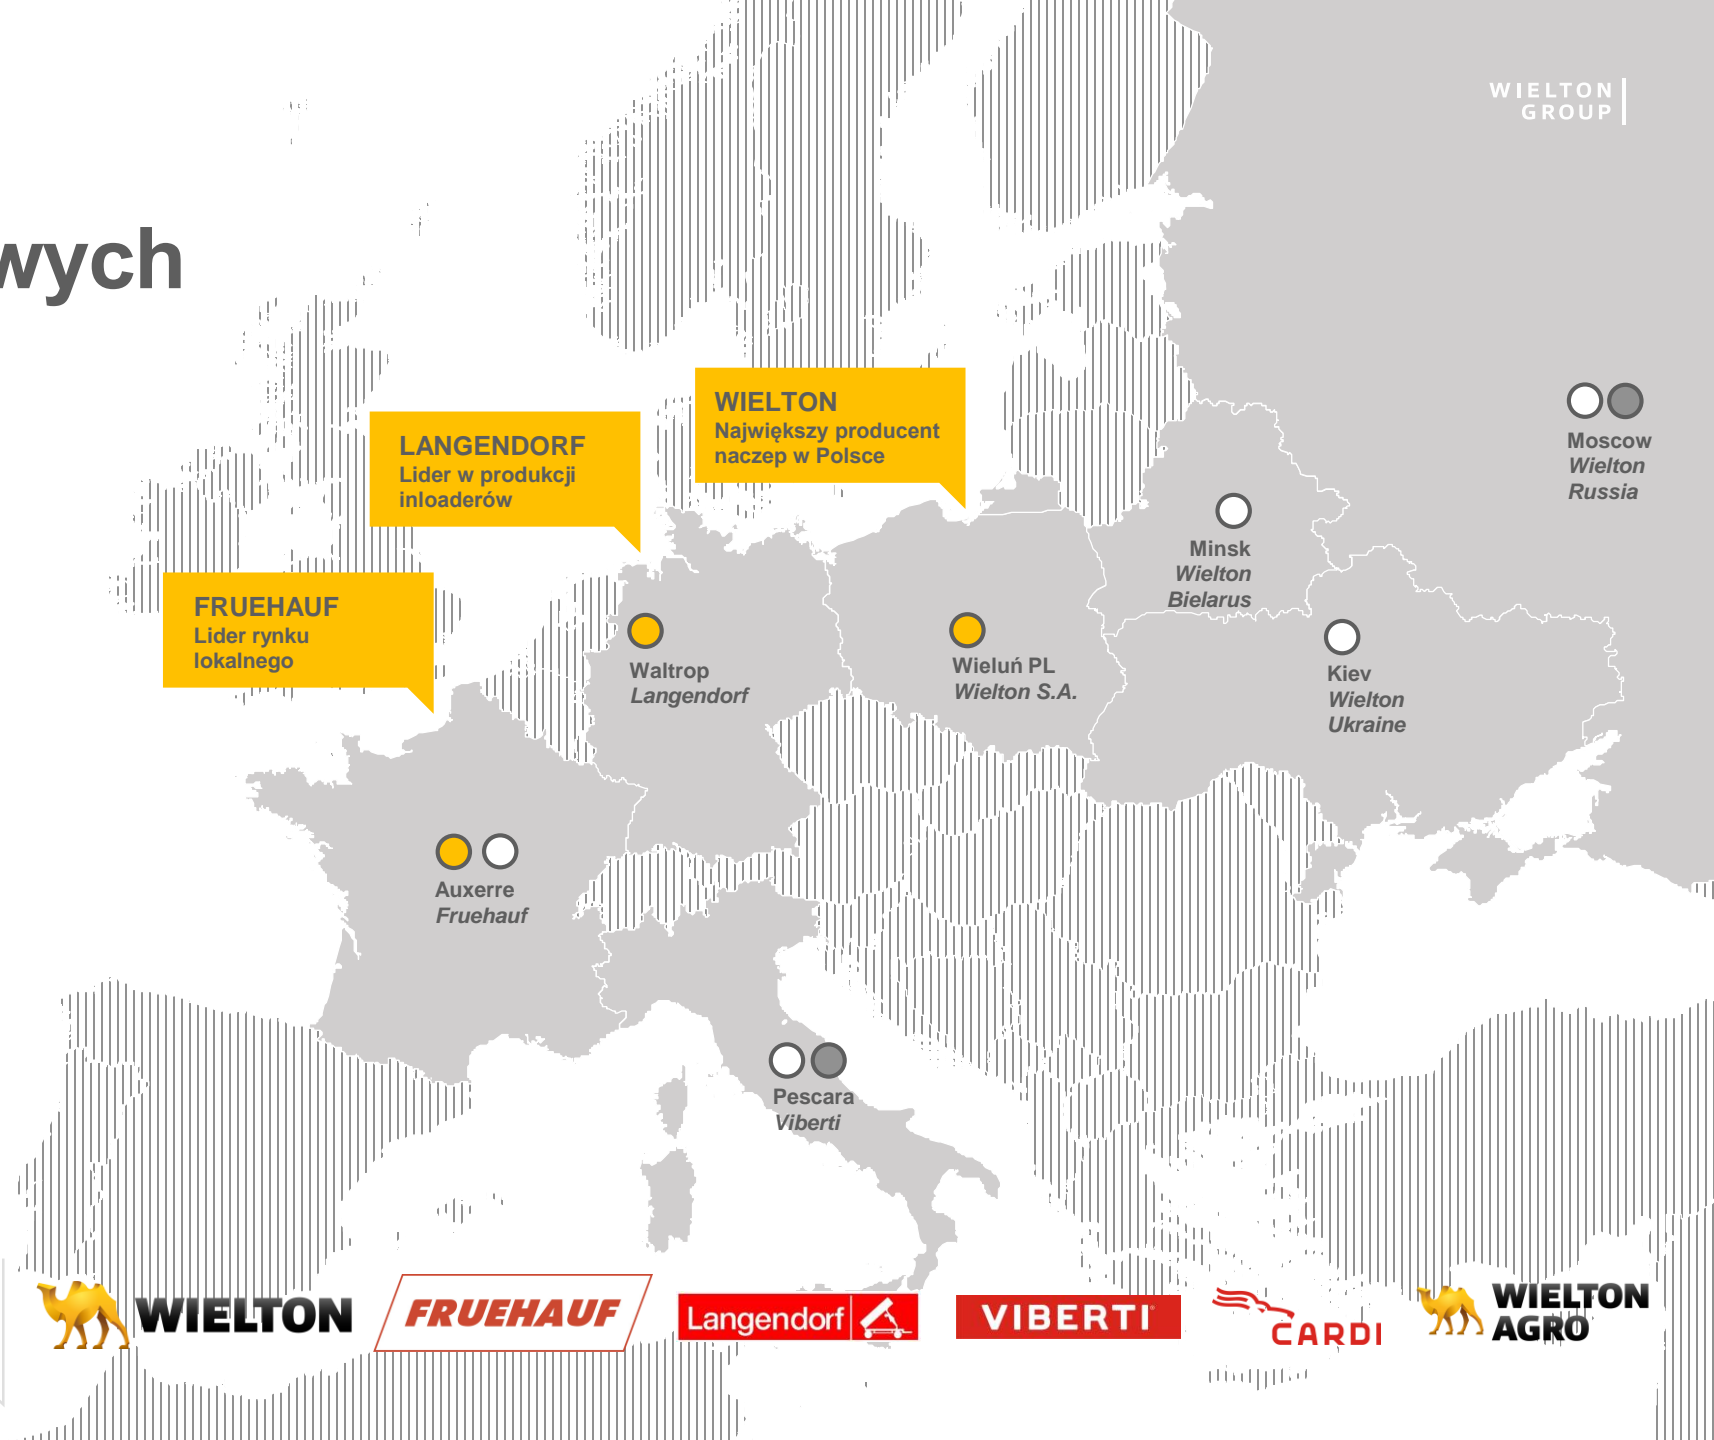 WIELTON
GROUP
wych
WIELTON
Największy producent
naczep w Polsce
LANGENDORF
Lider w produkcji
inloaderów
FRUEHAUF
Lider rynku
lokalnego
Moscow
Wielton
Russia
Minsk
Wielton
Bielarus
Kiev
Wielton
Ukraine
Waltrop
Langendorf
Wieluń PL
Wielton S.A.
Auxerre
Fruehauf
Pescara
Viberti
WIELTON
FRUEHAUF
Langendorf
VIBERTI
CARDI
WIELTON
AGRO